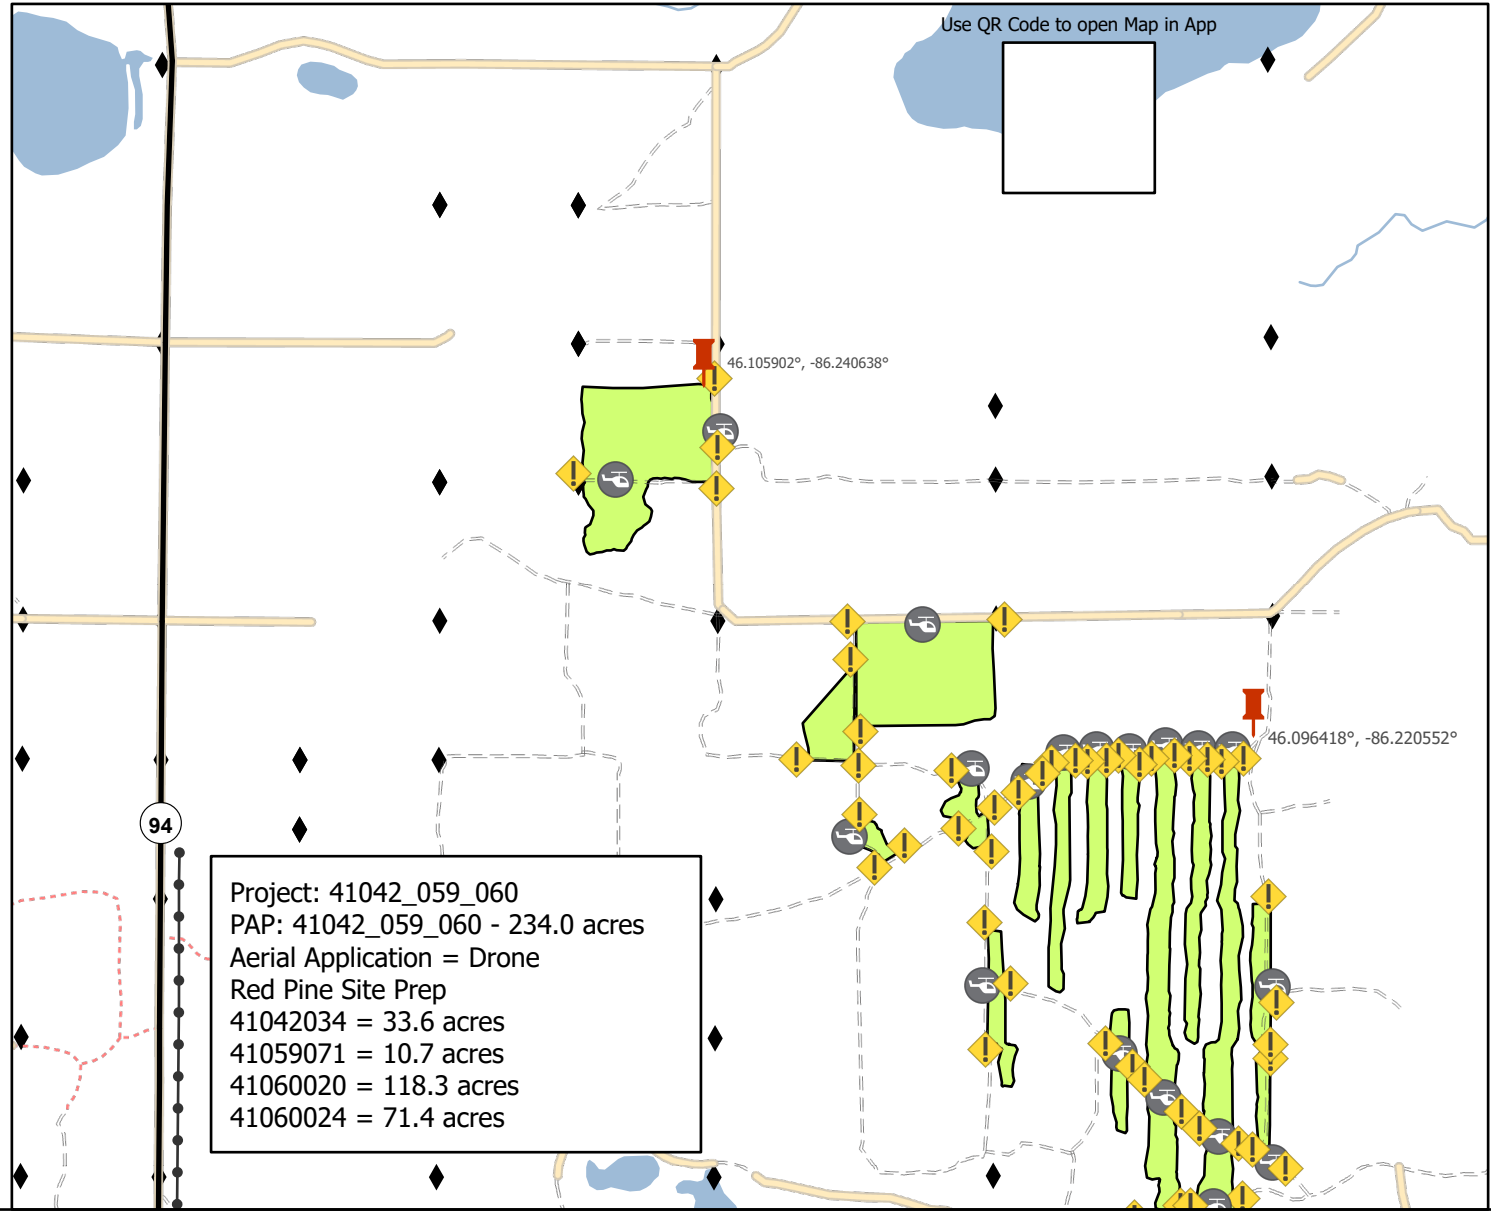 Use QR Code to open Map in App
46.105902°, -86.240638°
46.096418°, -86.220552°
94
Project: 41042_059_060
PAP: 41042_059_060 - 234.0 acres
Aerial Application = Drone
Red Pine Site Prep
41042034 = 33.6 acres
41059071 = 10.7 acres
41060020 = 118.3 acres
41060024 = 71.4 acres